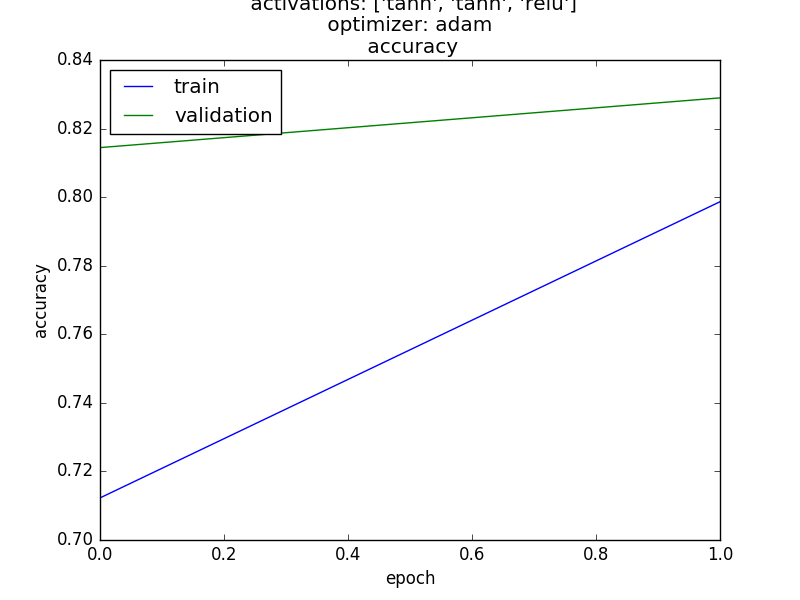 activations: ['tanh', 'tanh', 'relu']
optimizer: adam
accuracy
0.84
train
validation
0.82
0.80
0.78
accuracy
0.76
0.74
0.72
0.70
0.0 0.2 0.4 0.6 0.8 1.0
epoch